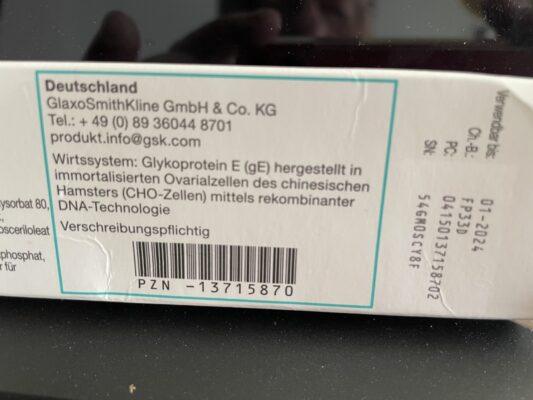 Deutschland
GlaxoSmithKline GmbH & Co. KG
Tel.: + 49 (0) 89 36044 8701
produkt.info@gsk.com
Wirtssystem: Glykoprotein E (gE) hergestellt in
immortalisierten Ovarialzellen des chinesischen
Hamsters (CHO-Zellen) mittels rekombinanter
DNA-Technologie
Verschreibungspflichtig
PZN -13715870
ysorbat 80,
osceriloleat
phosphat,
r für
Verwendbar bis: 01-2024
Ch.-B.: FP33D
PC: 04150137158702
SN: 546M0SCY8F